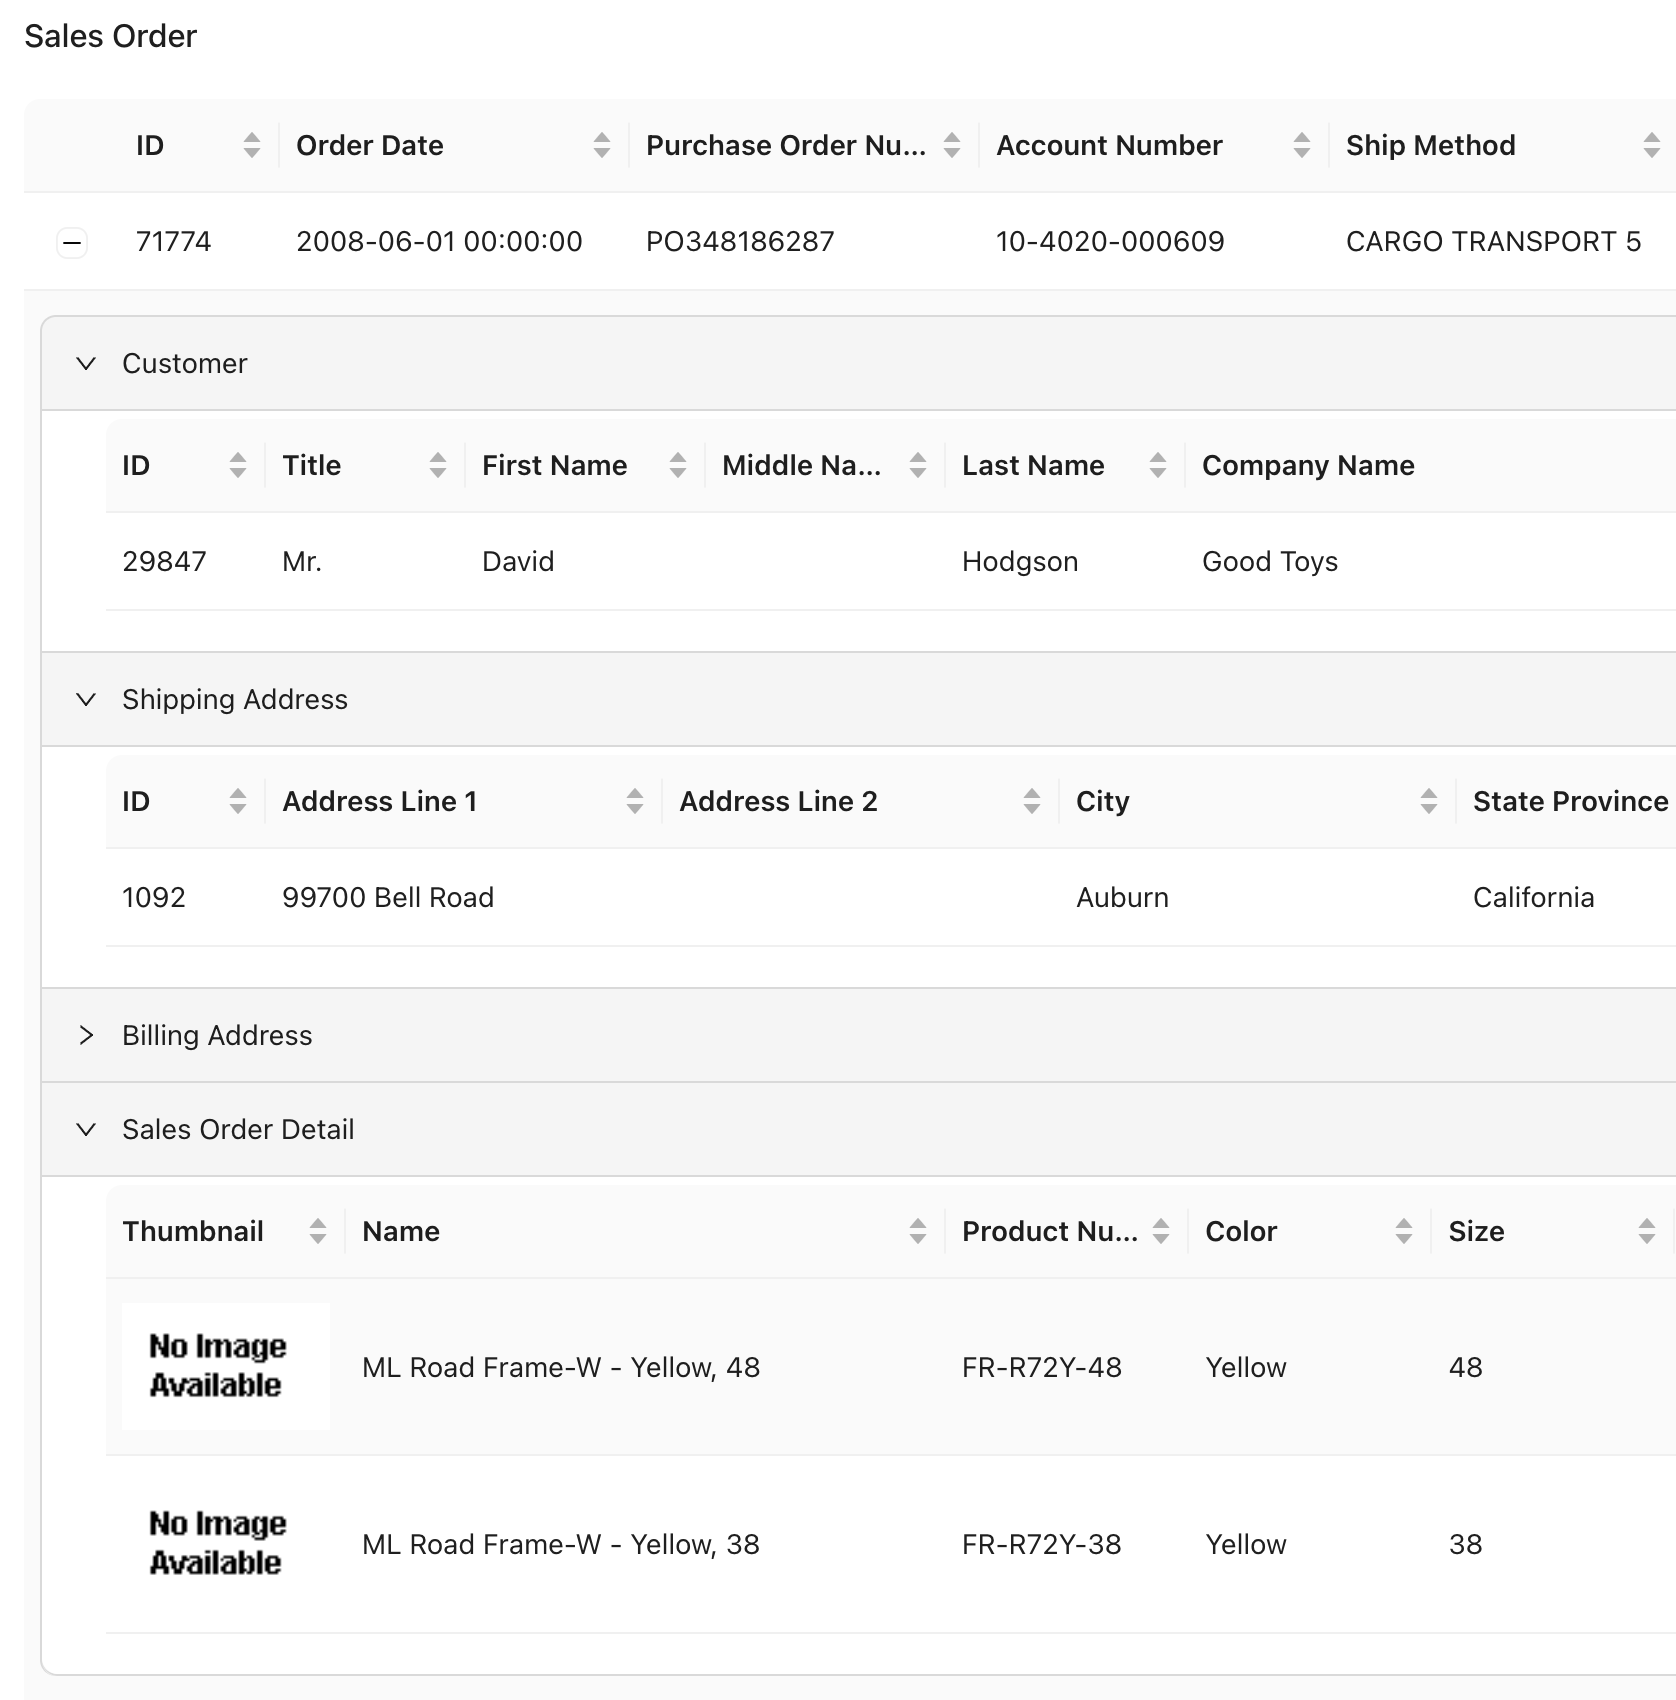 Sales Order
ID Order Date Purchase Order Nu... Account Number Ship Method
71774 2008-06-01 00:00:00 PO348186287 10-4020-000609 CARGO TRANSPORT 5
Customer
ID Title First Name Middle Na... Last Name Company Name
29847 Mr. David Hodgson Good Toys
Shipping Address
ID Address Line 1 Address Line 2 City State Province
1092 99700 Bell Road Auburn California
Billing Address
Sales Order Detail
Thumbnail Name Product Nu... Color Size
No Image
Available
ML Road Frame-W - Yellow, 48 FR-R72Y-48 Yellow 48
No Image
Available
ML Road Frame-W - Yellow, 38 FR-R72Y-38 Yellow 38